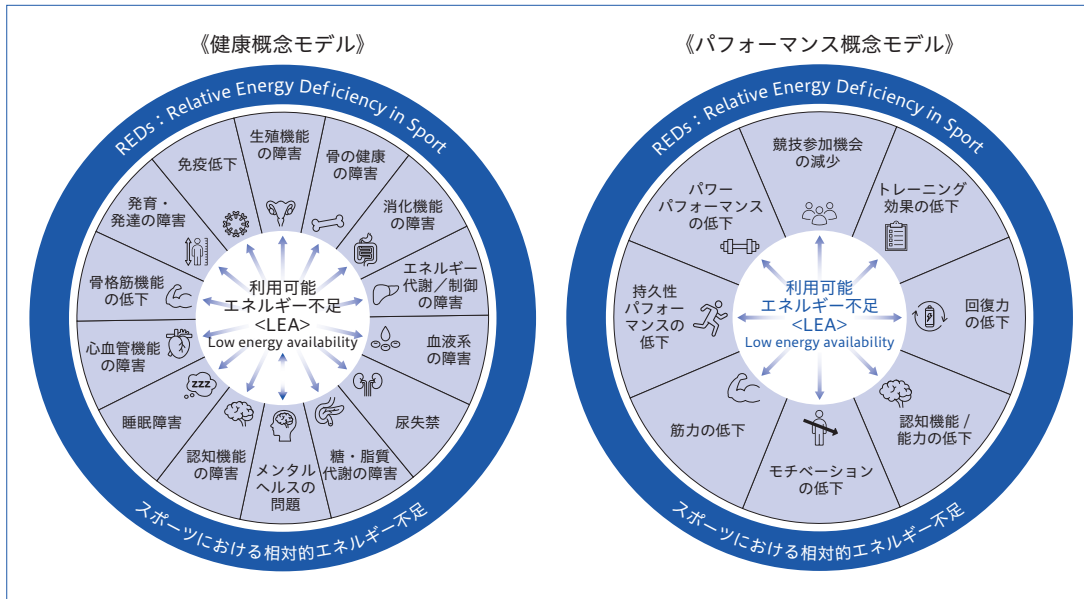 《健康概念モデル》
REDs：Relative Energy Deficiency in Sport
生殖機能
の障害
骨の健康
の障害
消化機能
の障害
エネルギー
代謝／制御
の障害
血液系
の障害
尿失禁
糖・脂質
代謝の障害
メンタル
ヘルスの
問題
認知機能
の障害
睡眠障害
zzz
心血管機能
の障害
骨格筋機能
の低下
発育・
発達の障害
免疫低下
利用可能
エネルギー不足
<LEA>
Low energy availability
スポーツにおける相対的エネルギー不足
《パフォーマンス概念モデル》
REDs：Relative Energy Deficiency in Sport
競技参加機会
の減少
トレーニング
効果の低下
回復力
の低下
認知機能 /
能力の低下
モチベーション
の低下
筋力の低下
持久性
パフォー
マンスの
低下
パワー
パフォーマンス
の低下
利用可能
エネルギー不足
<LEA>
Low energy availability
スポーツにおける相対的エネルギー不足